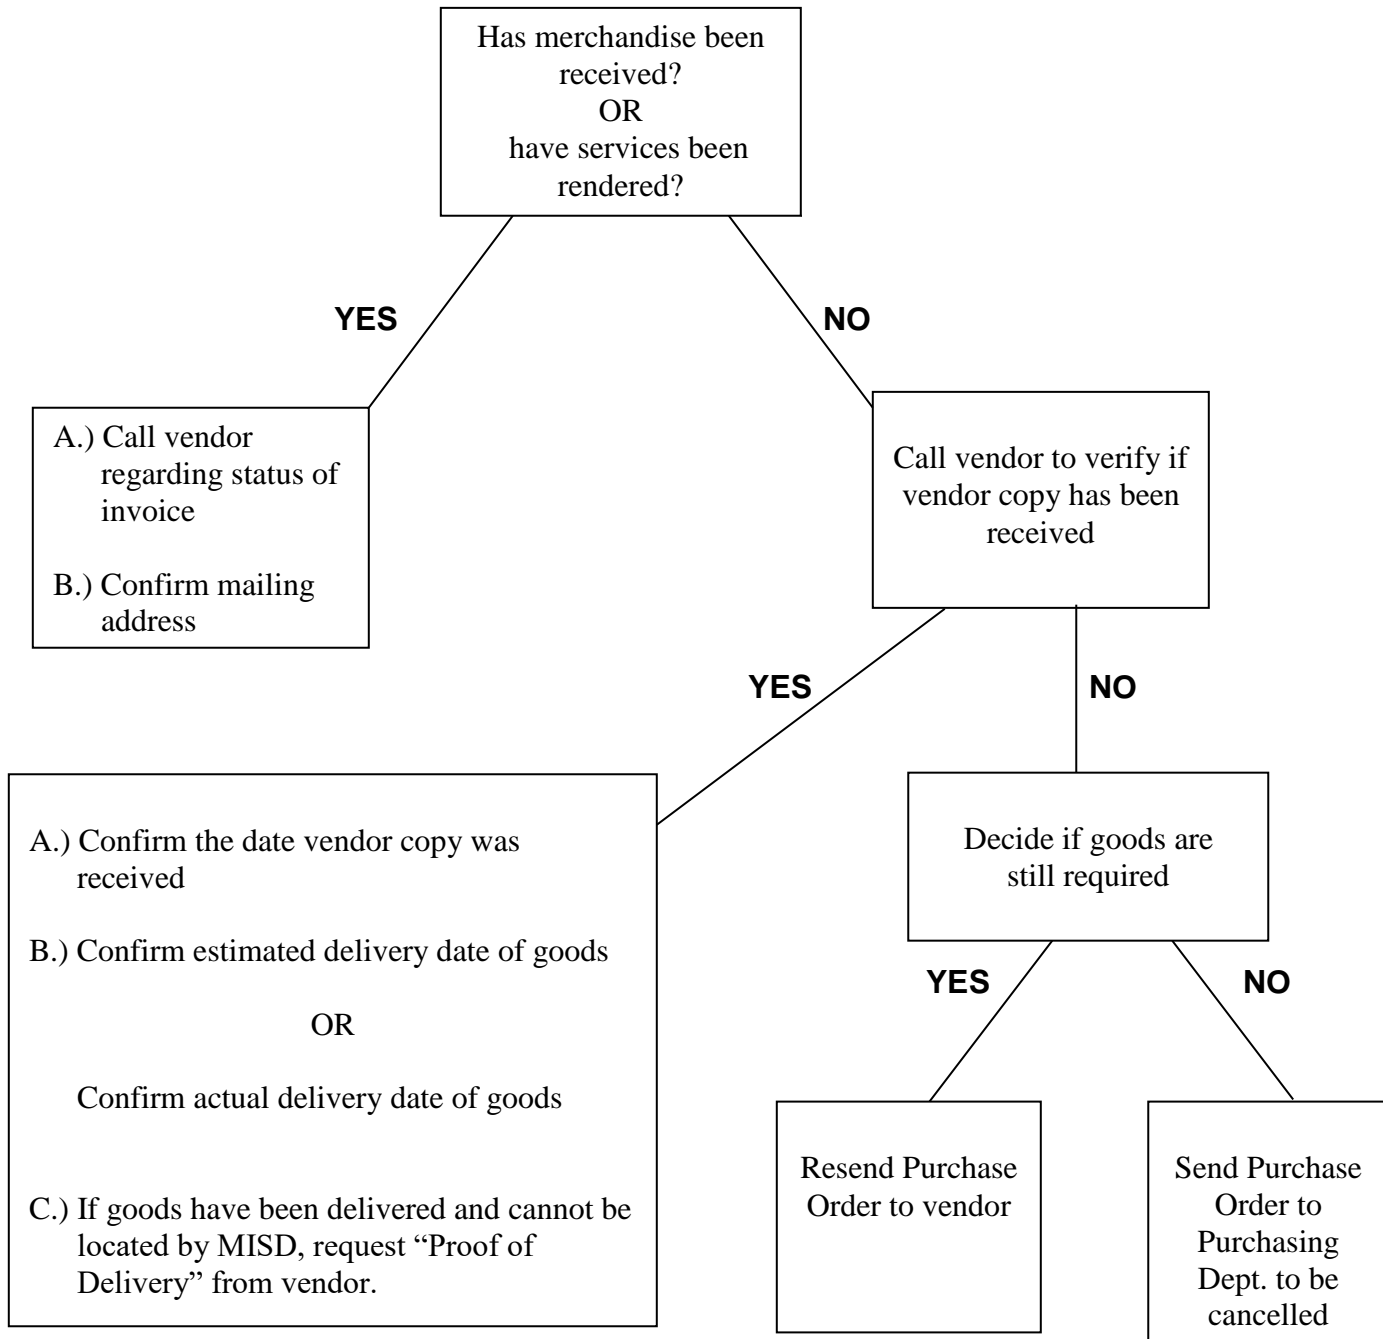 Has merchandise been
received?
OR
have services been
rendered?
YES
NO
A.) Call vendor
regarding status of
invoice
B.) Confirm mailing
address
Call vendor to verify if
vendor copy has been
received
YES
NO
A.) Confirm the date vendor copy was
received
B.) Confirm estimated delivery date of goods
OR
Confirm actual delivery date of goods
C.) If goods have been delivered and cannot be
located by MISD, request “Proof of
Delivery” from vendor.
Decide if goods are
still required
YES
NO
Resend Purchase
Order to vendor
Send Purchase
Order to
Purchasing
Dept. to be
cancelled